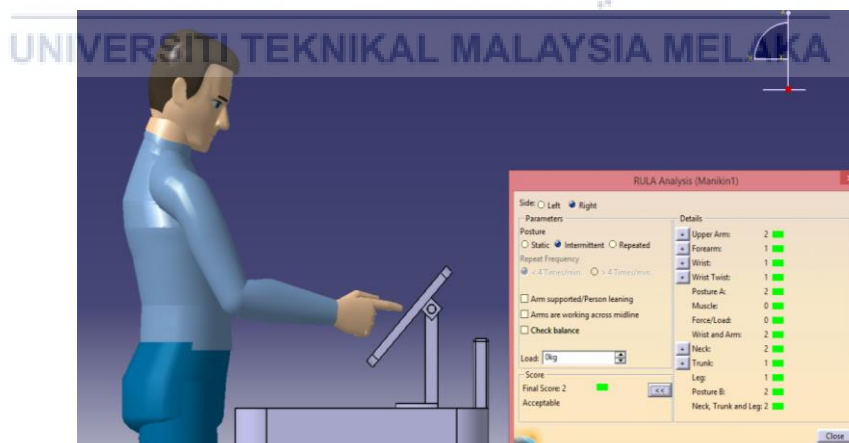 UNIVERSITI TEKNIKAL MALAYSIA MELAKA
RULA Analysis (Manikin1)
Side: Left Right
Parameters
Posture
Static Intermittent Repeated
Repeat Frequency
< 4 Times/min. > 4 Times/min.
Arm supported/Person leaning
Arms are working across midline
Check balance
Load: 0kg
Score
Final Score: 2
Acceptable
<<
Details
+ Upper Arm: 2
+ Forearm: 1
+ Wrist: 1
+ Wrist Twist: 1
Posture A: 2
Muscle: 0
Force/Load: 0
Wrist and Arm: 2
+ Neck: 2
+ Trunk: 1
Leg: 1
Posture B: 2
Neck, Trunk and Leg: 2
Close